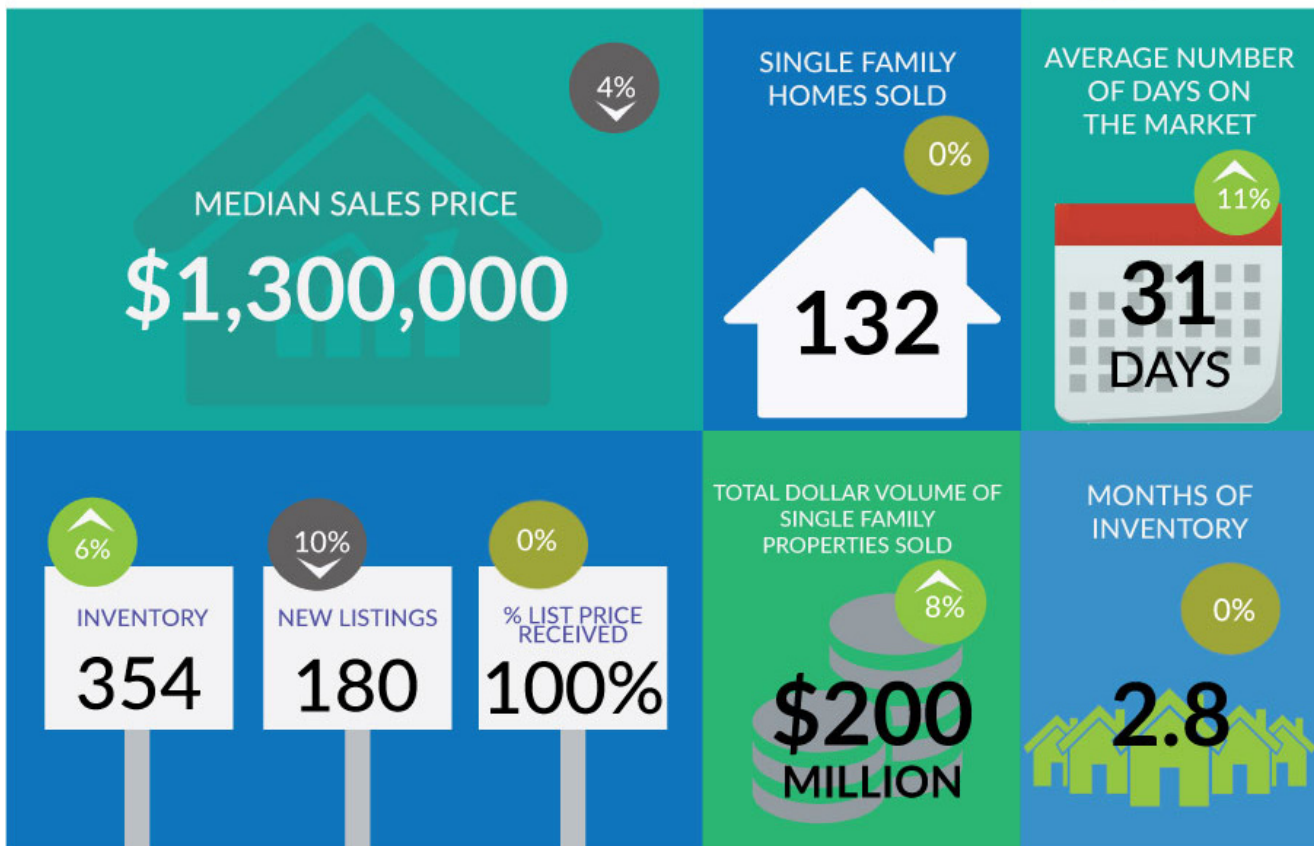 4%
MEDIAN SALES PRICE
$1,300,000
SINGLE FAMILY
HOMES SOLD
0%
132
AVERAGE NUMBER
OF DAYS ON
THE MARKET
11%
31
DAYS
6%
INVENTORY
354
10%
NEW LISTINGS
180
0%
% LIST PRICE
RECEIVED
100%
TOTAL DOLLAR VOLUME OF
SINGLE FAMILY
PROPERTIES SOLD
8%
$200
MILLION
MONTHS OF
INVENTORY
0%
2.8